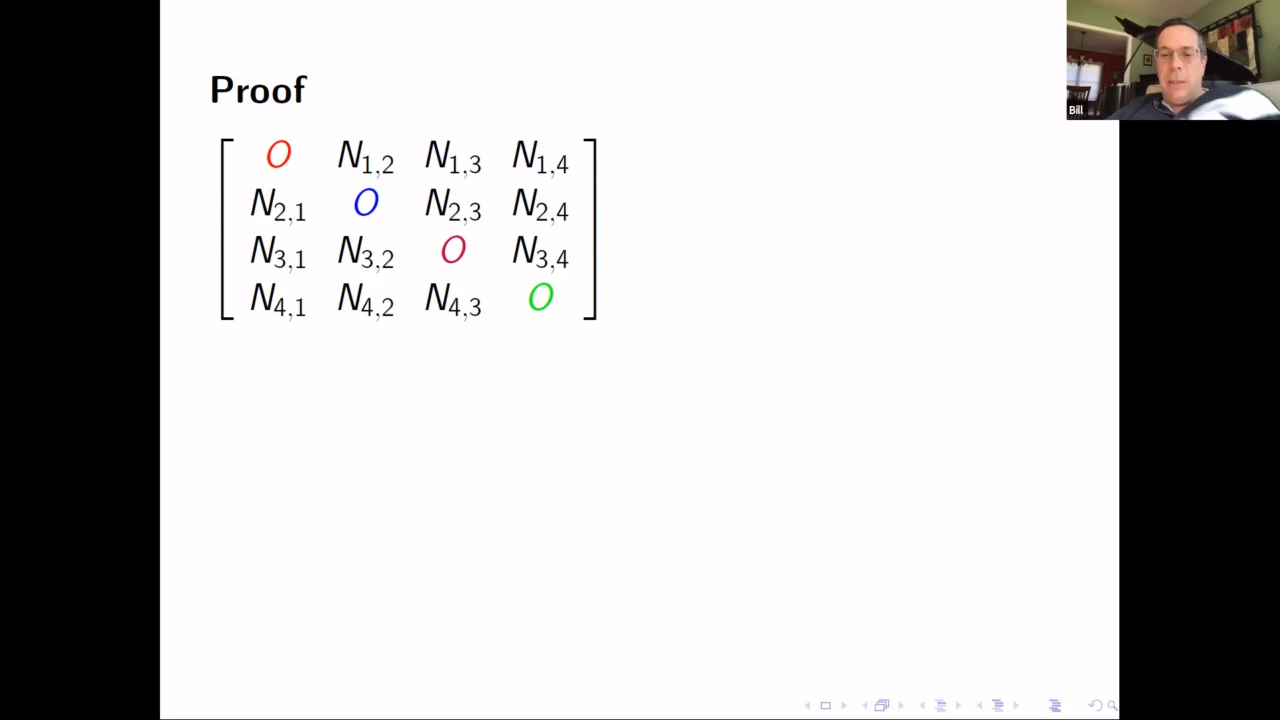 Proof
O N1,2 N1,3 N1,4
N2,1 O N2,3 N2,4
N3,1 N3,2 O N3,4
N4,1 N4,2 N4,3 O
Bill